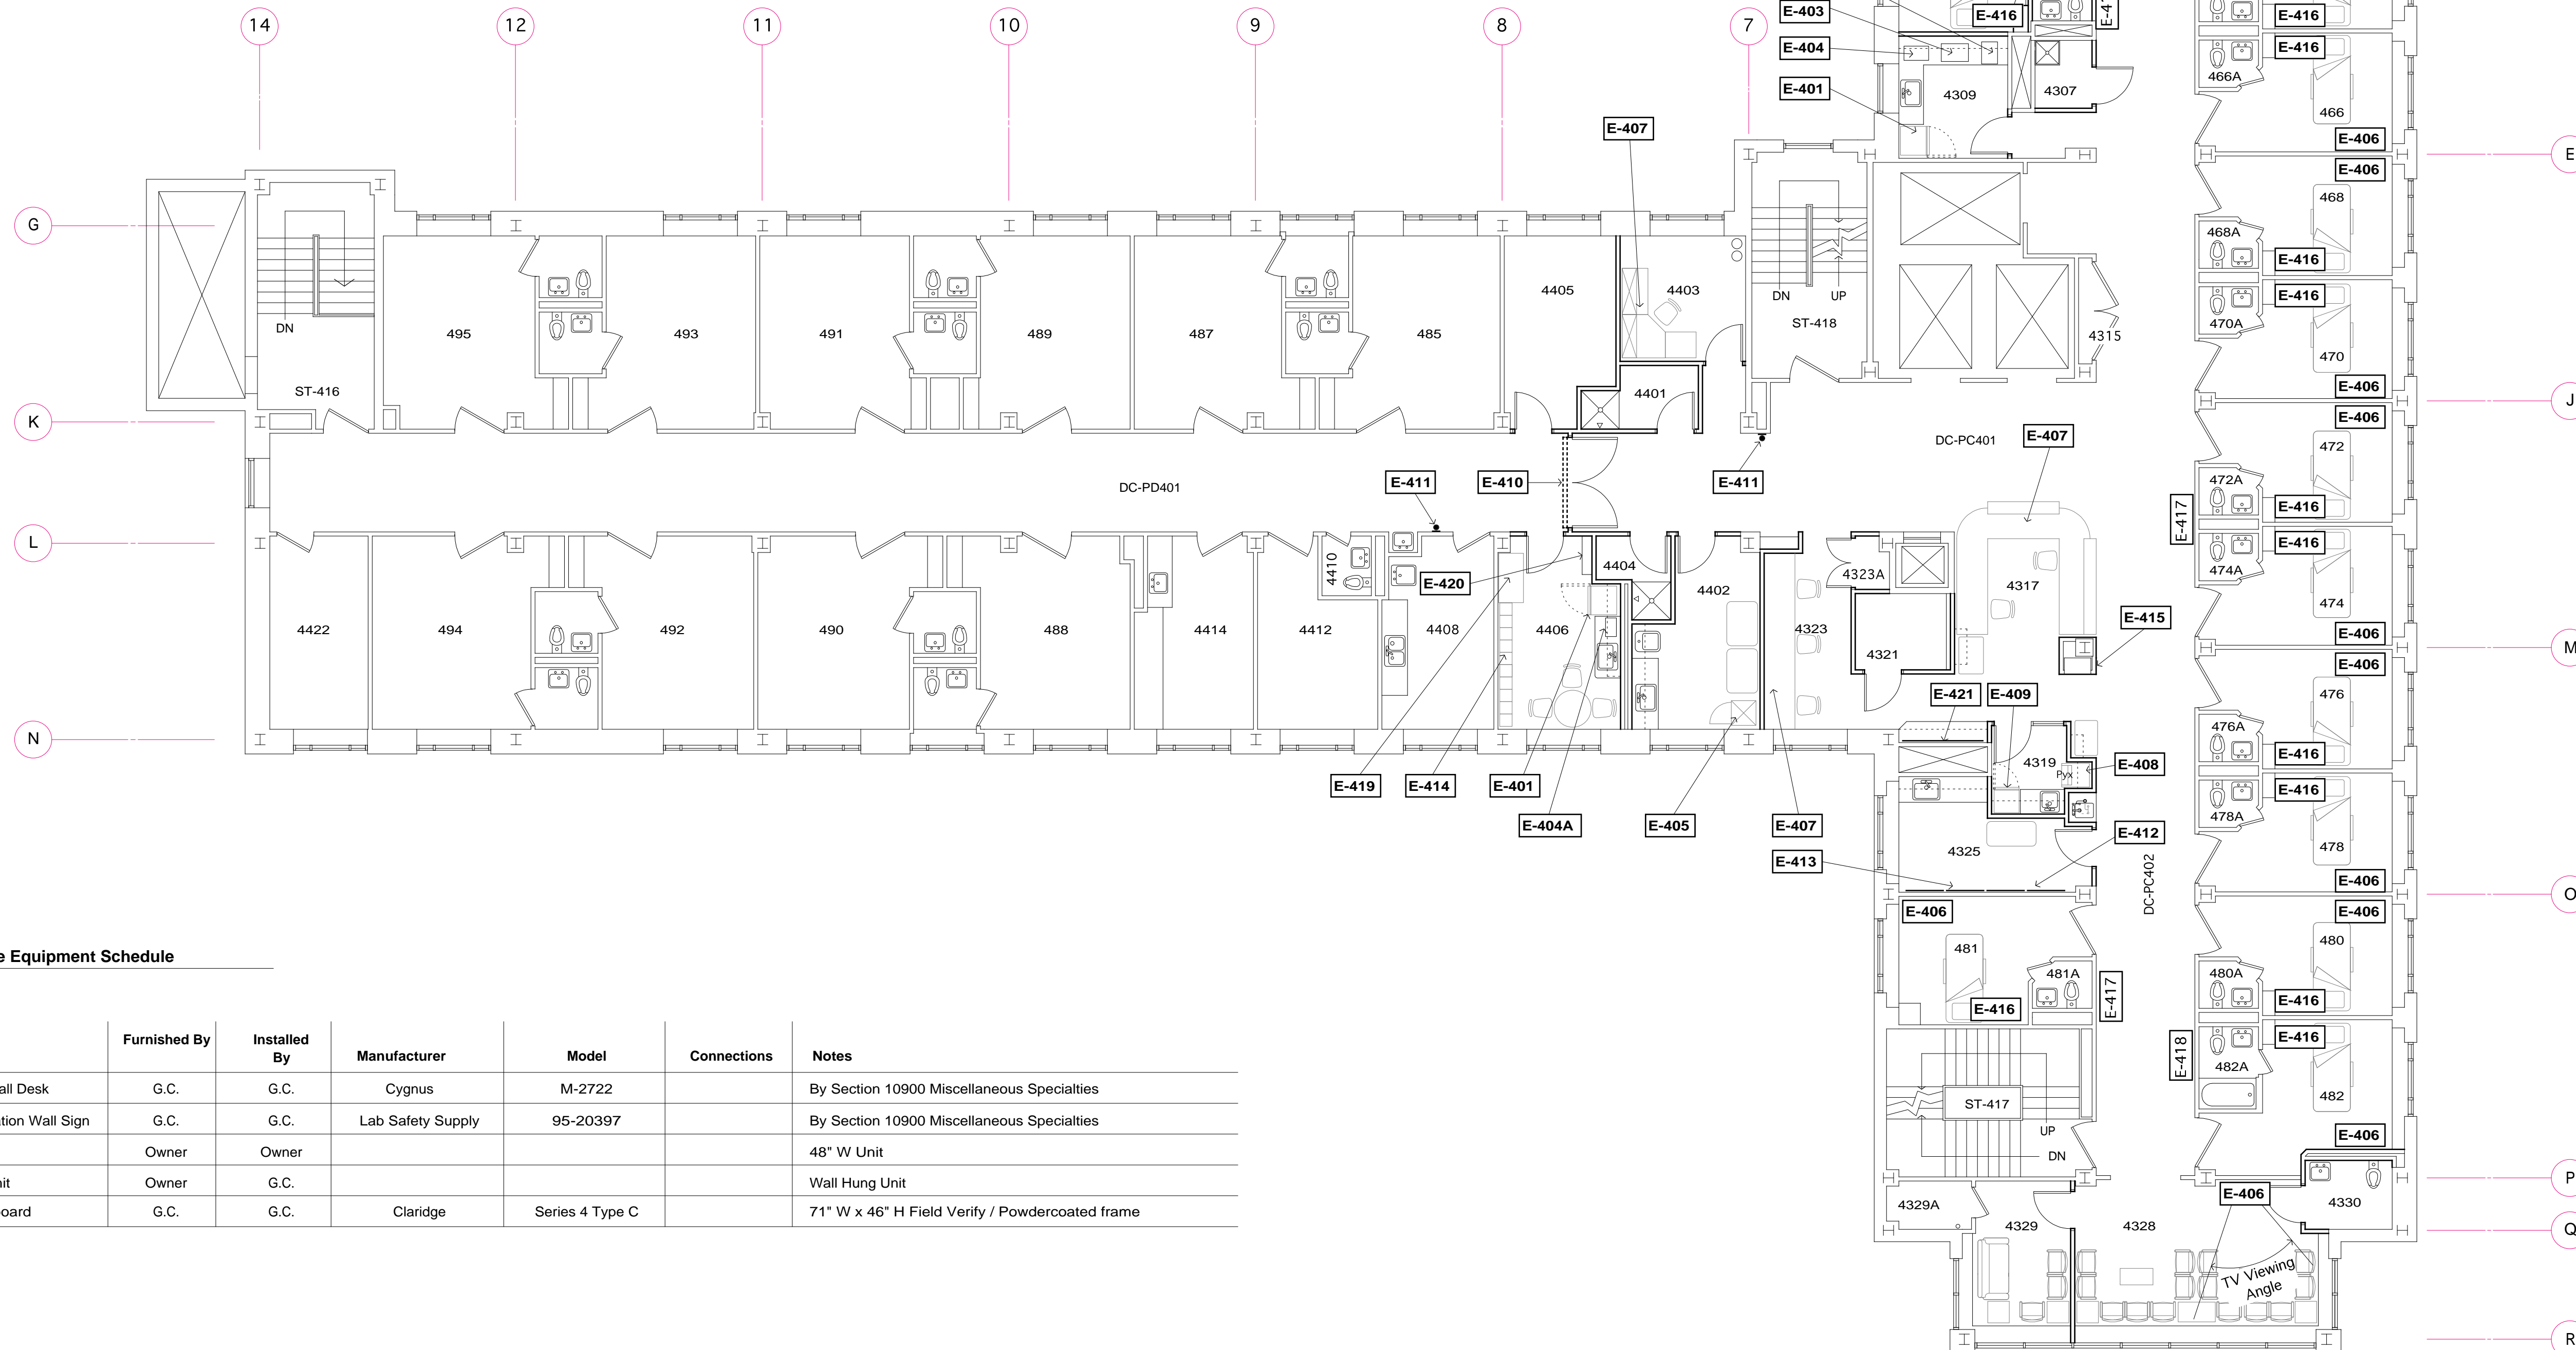 14
12
11
10
9
8
7
E-403
E-416
E-404
E-401
4309
4307
E-416
E-416
466A
466
E-406
E
E-407
E-406
468
468A
E-416
E-416
470A
470
E-406
J
G
DN
ST-416
495
493
491
489
487
485
4405
4403
4401
DN
UP
ST-418
4315
K
DC-PD401
E-411
E-410
E-411
DC-PC401
E-407
E-406
472
472A
E-416
E-417
E-416
474A
474
E-406
L
4422
494
492
490
488
4414
4412
4410
4408
E-420
4406
4404
4402
4323
4323A
4321
4317
E-415
M
E-406
476
476A
E-416
E-416
478A
478
E-406
N
E-421
E-409
4319
Pyx
E-408
E-419
E-414
E-401
E-404A
E-405
E-407
E-413
E-412
4325
DC-PC402
O
E-406
481
481A
E-416
E-417
E-406
480
480A
E-416
E-418
E-416
482A
482
E-406
ST-417
UP
DN
P
4329A
4329
4328
E-406
4330
Q
TV Viewing
Angle
R
e Equipment Schedule
Furnished By
Installed
By
Manufacturer
Model
Connections
Notes
all Desk G.C. G.C. Cygnus M-2722 By Section 10900 Miscellaneous Specialties
tion Wall Sign G.C. G.C. Lab Safety Supply 95-20397 By Section 10900 Miscellaneous Specialties
Owner Owner 48" W Unit
nit Owner G.C. Wall Hung Unit
oard G.C. G.C. Claridge Series 4 Type C 71" W x 46" H Field Verify / Powdercoated frame